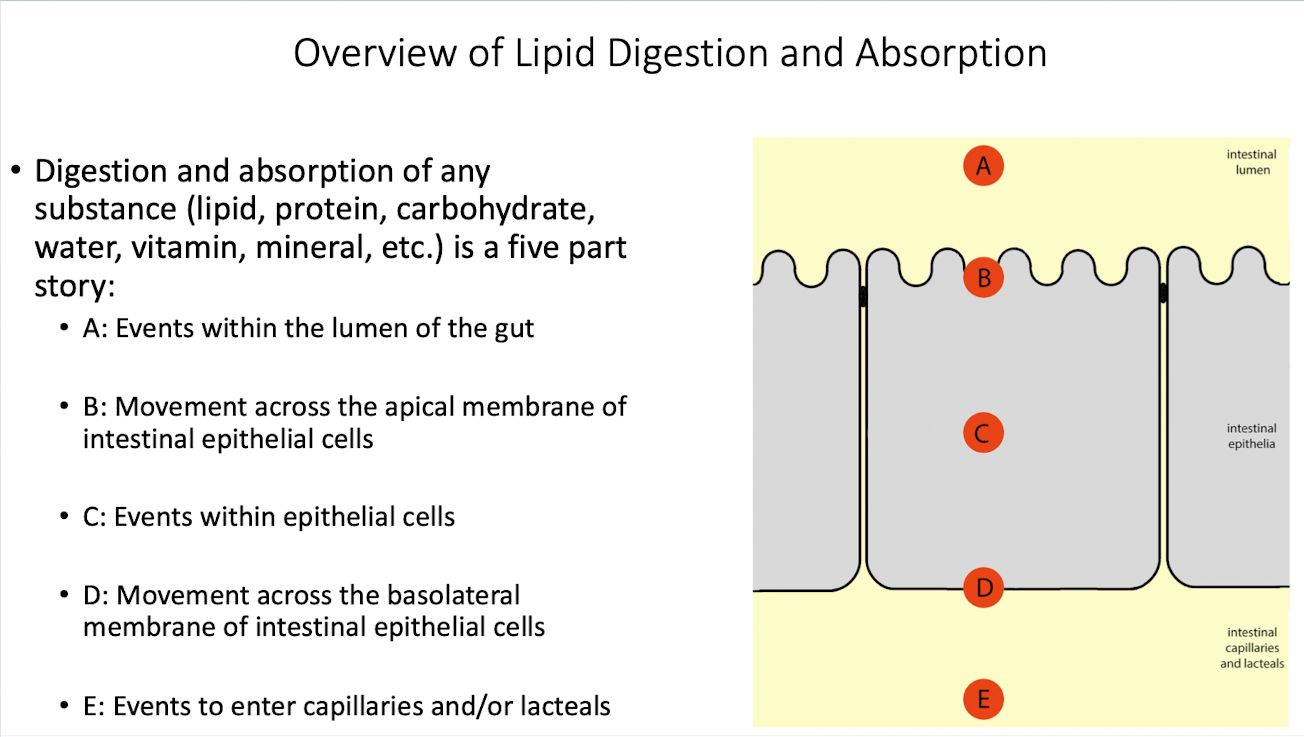 Overview of Lipid Digestion and Absorption
• Digestion and absorption of any
substance (lipid, protein, carbohydrate,
water, vitamin, mineral, etc.) is a five part
story:
• A: Events within the lumen of the gut
• B: Movement across the apical membrane of
intestinal epithelial cells
• C: Events within epithelial cells
• D: Movement across the basolateral
membrane of intestinal epithelial cells
• E: Events to enter capillaries and/or lacteals
A
intestinal
lumen
B
C
intestinal
epithelia
D
intestinal
capillaries
and lacteals
E